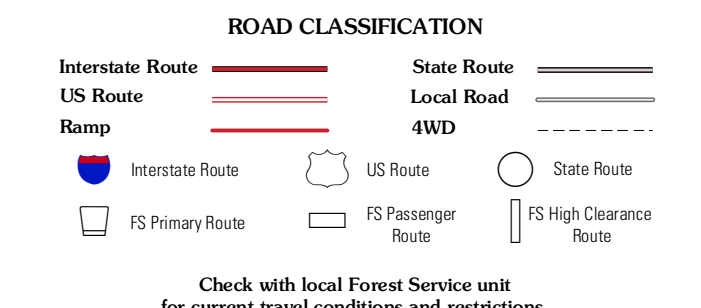 ROAD CLASSIFICATION
Interstate Route
State Route
US Route
Local Road
Ramp
4WD
Interstate Route
US Route
State Route
FS Primary Route
FS Passenger
Route
FS High Clearance
Route
Check with local Forest Service unit
for current travel conditions and restrictions